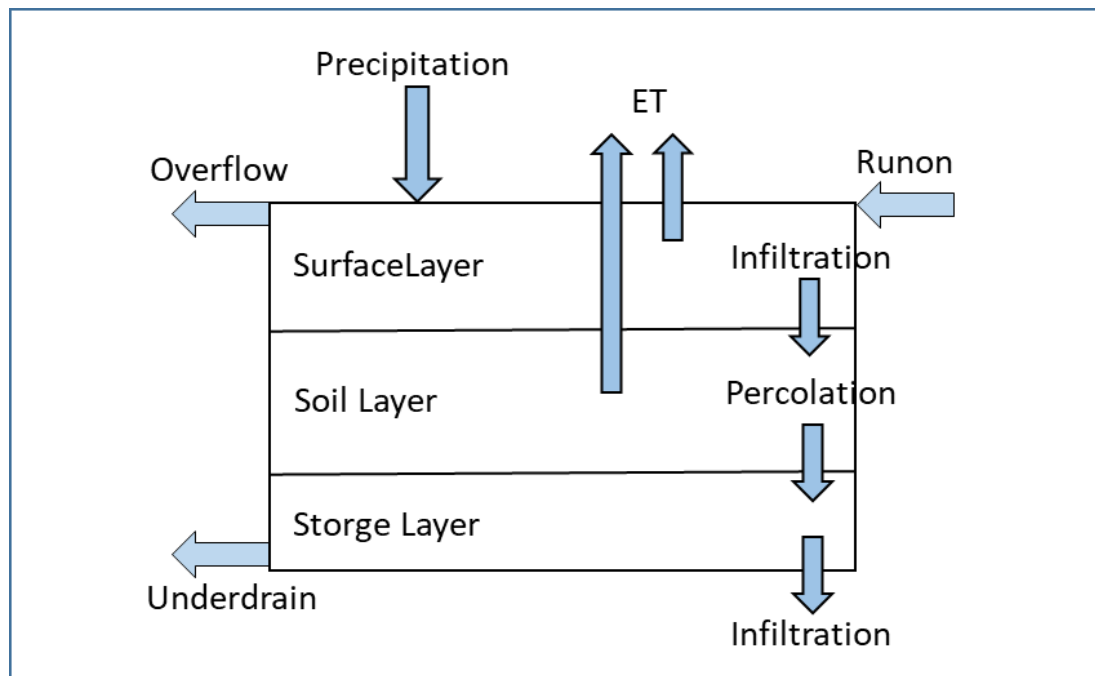 Precipitation
ET
Overflow
Runon
SurfaceLayer
Infiltration
Soil Layer
Percolation
Storge Layer
Underdrain
Infiltration